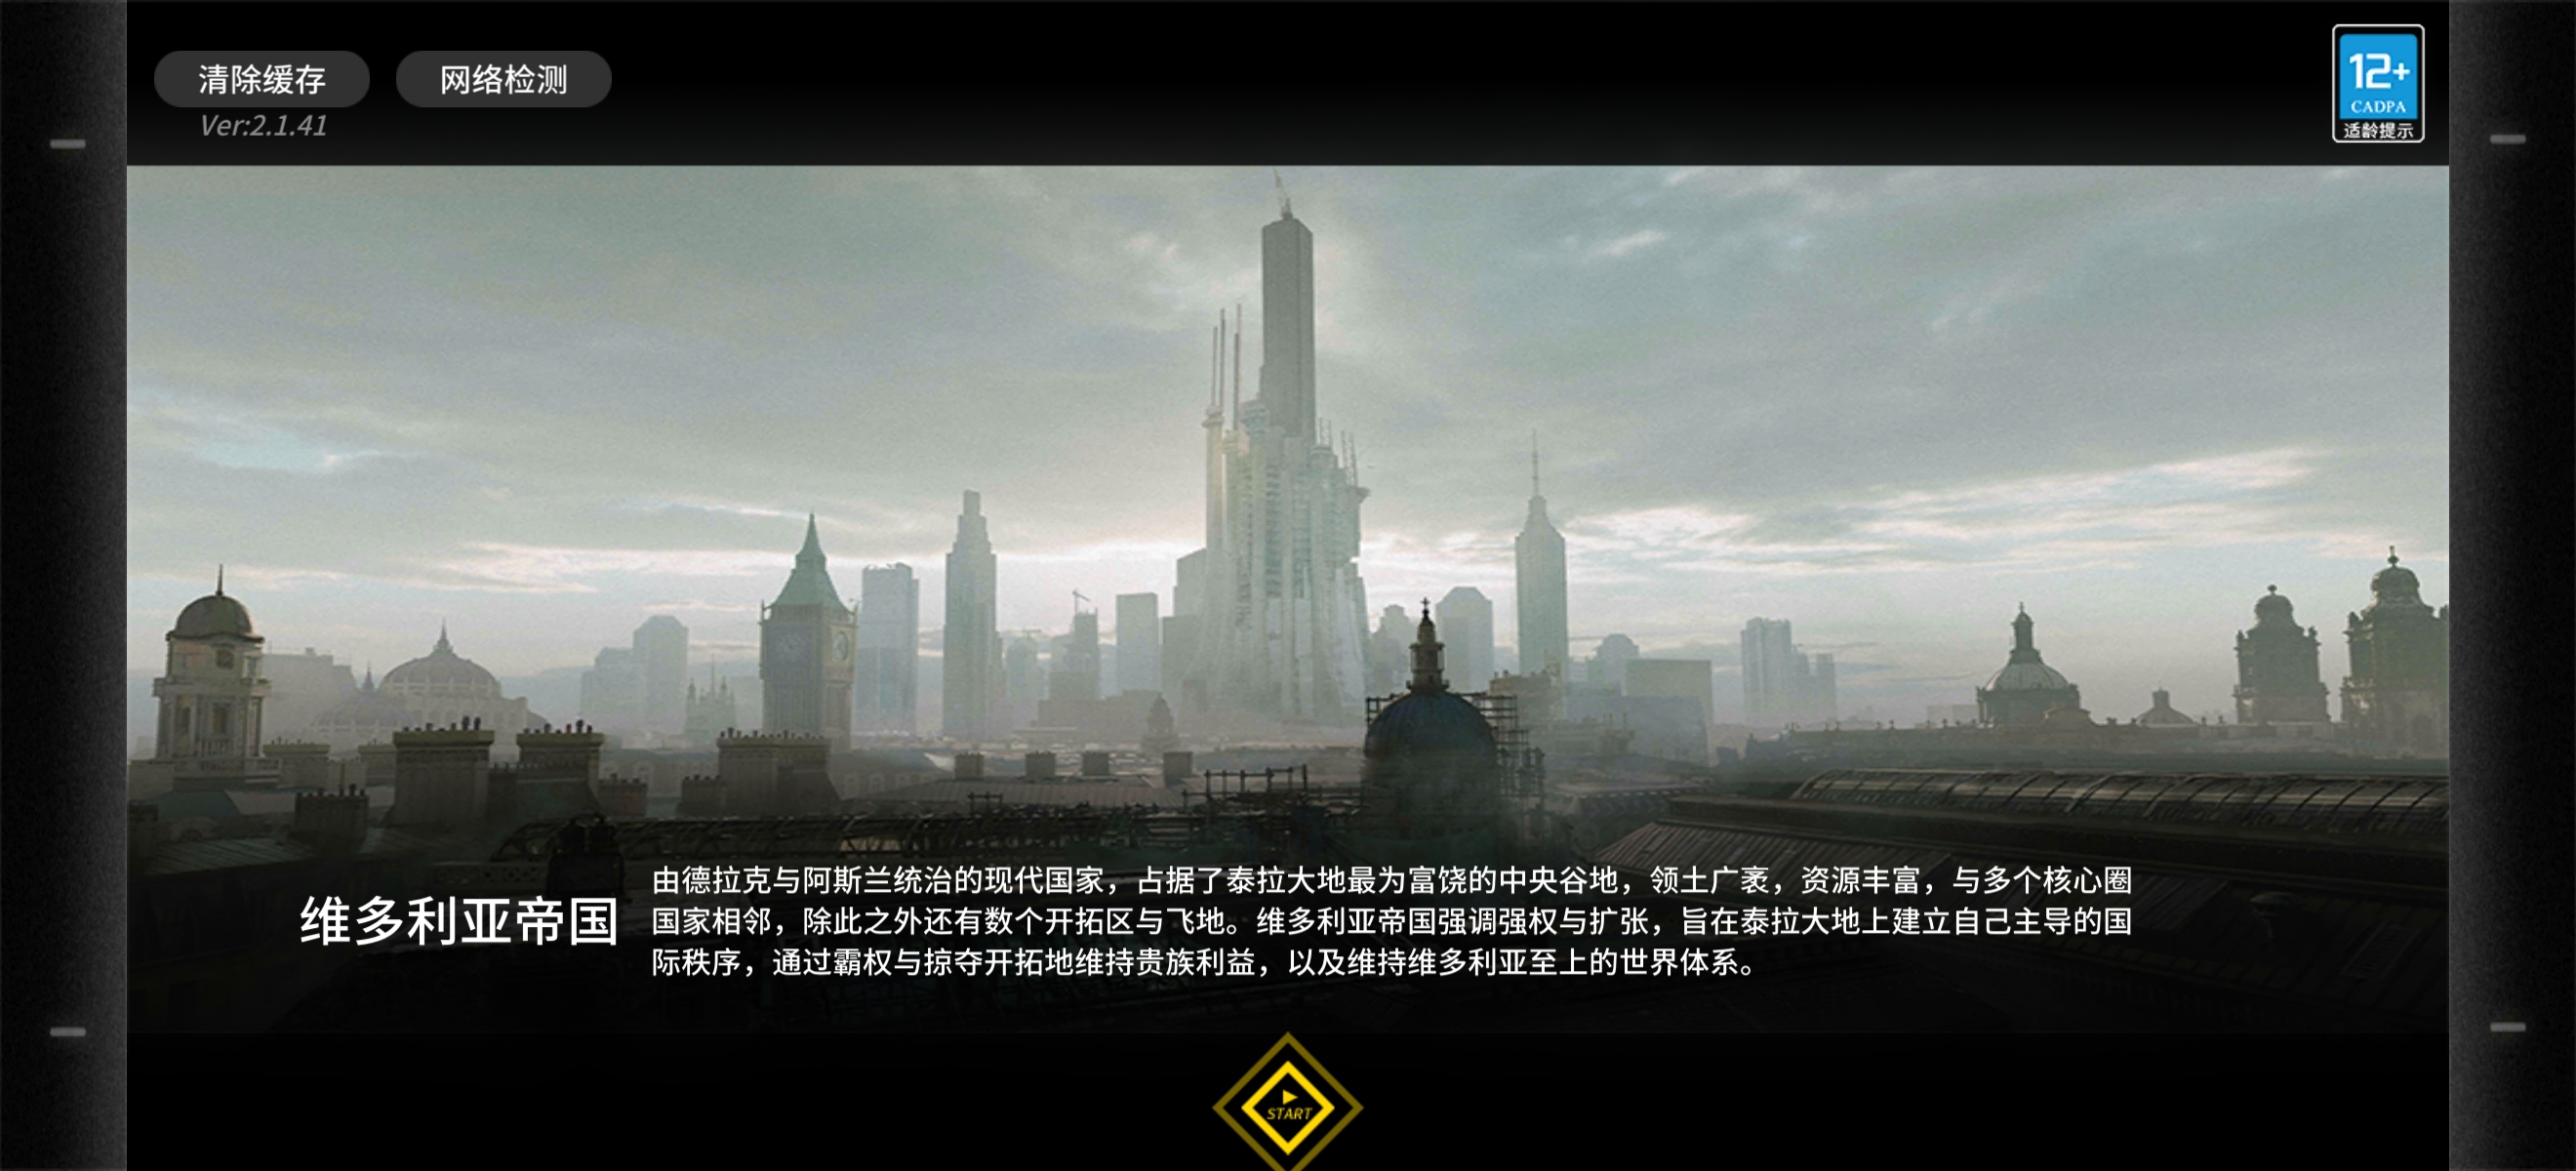 清除缓存
网络检测
Ver:2.1.41
12+
CADPA
适龄提示
维多利亚帝国
由德拉克与阿斯兰统治的现代国家，占据了泰拉大地最为富饶的中央谷地，领土广袤，资源丰富，与多个核心圈
国家相邻，除此之外还有数个开拓区与飞地。维多利亚帝国强调强权与扩张，旨在泰拉大地上建立自己主导的国
际秩序，通过霸权与掠夺开拓地维持贵族利益，以及维持维多利亚至上的世界体系。
START